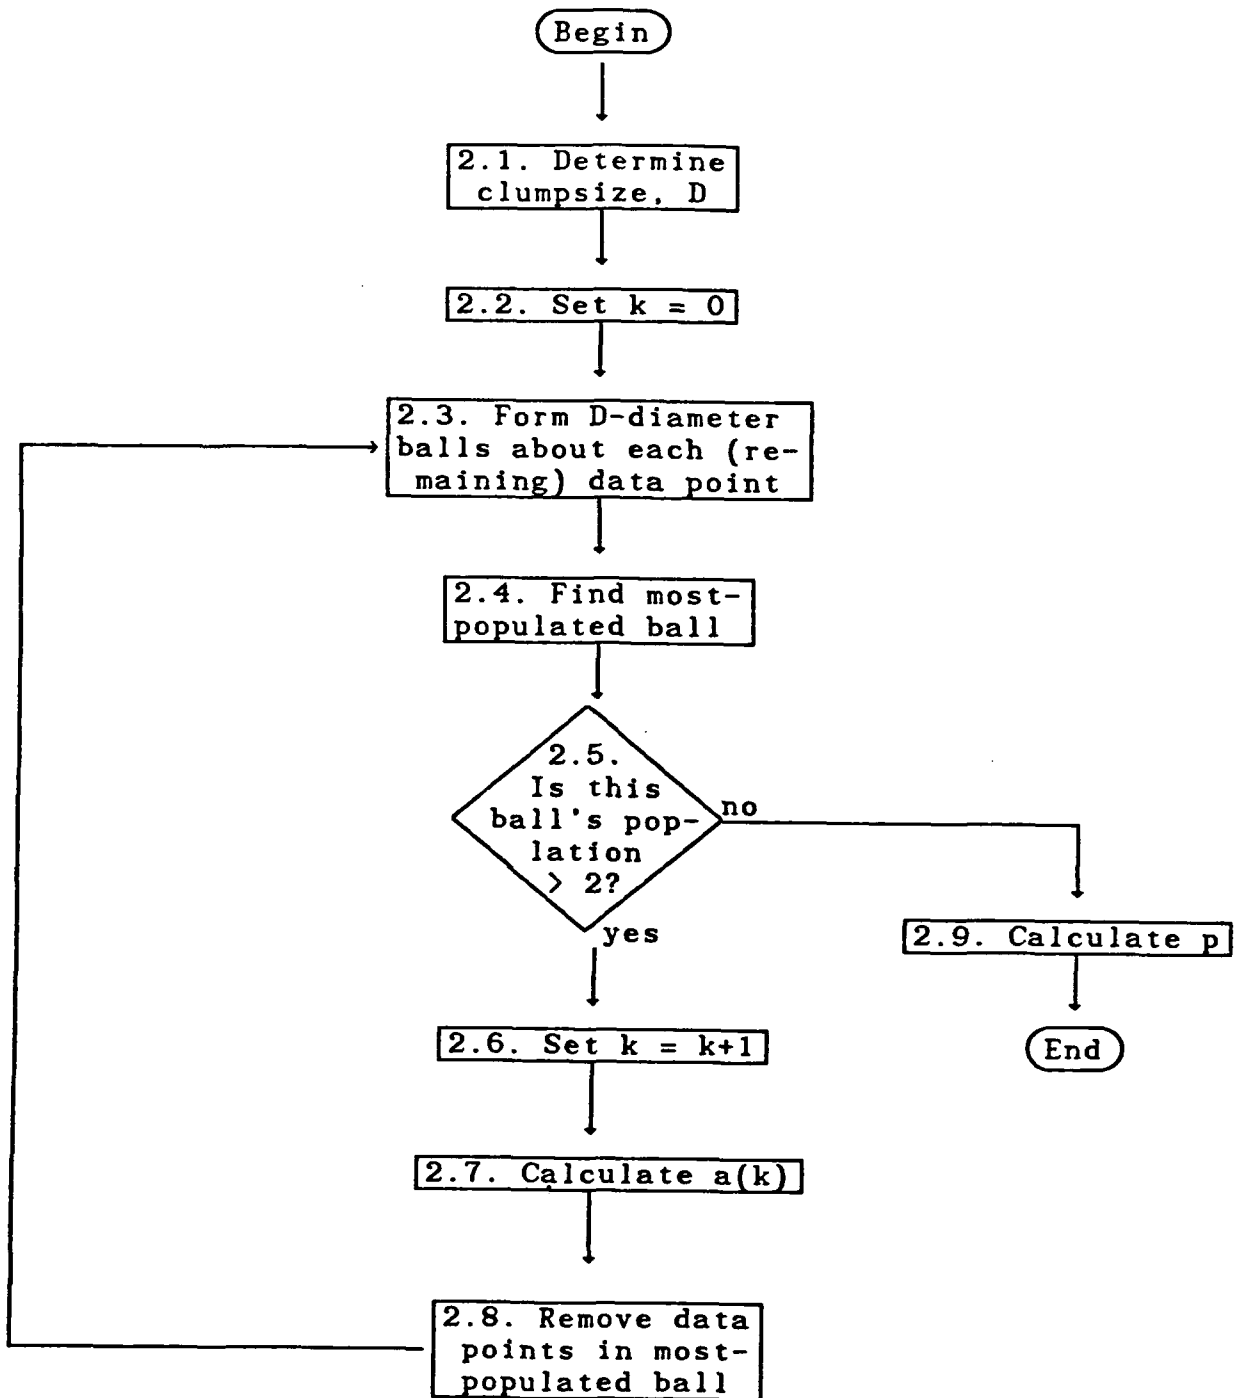 Begin
2.1. Determine
clumpsize, D
2.2. Set k = 0
2.3. Form D-diameter
balls about each (re-
maining) data point
2.4. Find most-
populated ball
2.5.
Is this
ball's pop-
lation
> 2?
no
yes
2.9. Calculate p
2.6. Set k = k+1
End
2.7. Calculate a(k)
2.8. Remove data
points in most-
populated ball